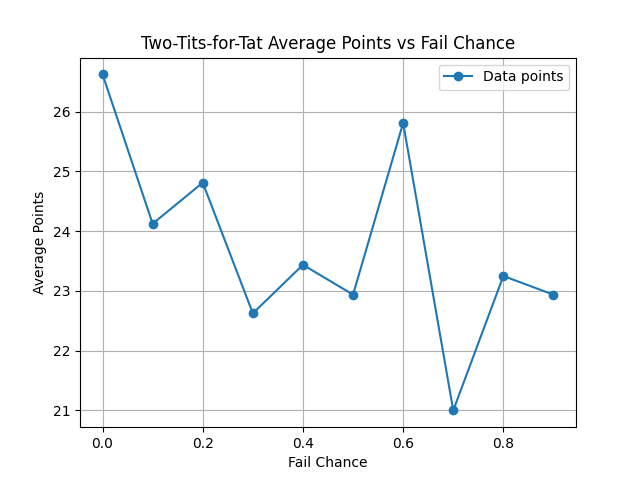 Two-Tits-for-Tat Average Points vs Fail Chance
Data points
26
25
24
23
22
21
Average Points
0.0 0.2 0.4 0.6 0.8
Fail Chance